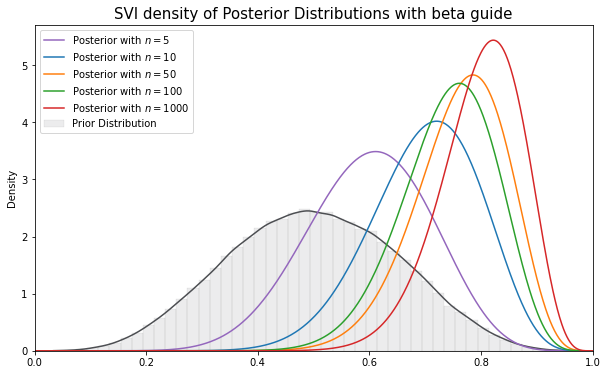 SVI density of Posterior Distributions with beta guide
Posterior with n = 5
Posterior with n = 10
Posterior with n = 50
Posterior with n = 100
Posterior with n = 1000
Prior Distribution
Density
5
4
3
2
1
0
0.0 0.2 0.4 0.6 0.8 1.0